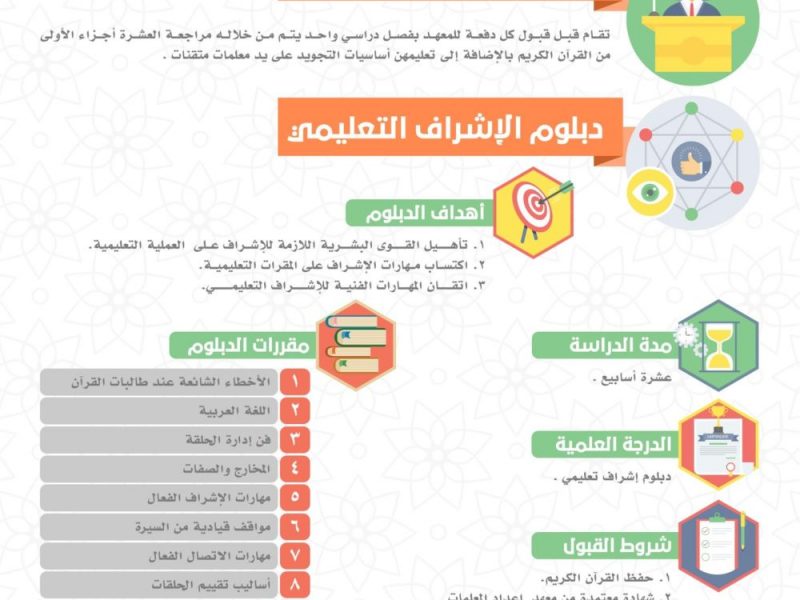 تقام قبل قبول كل دفعة للمعهد بفصل دراسي واحد يتم من خلاله مراجعة العشرة أجزاء الأولى
من القرآن الكريم بالإضافة إلى تعليمهن أساسيات التجويد على يد معلمات متقنات .
دبلوم الإشراف التعليمي
أهداف الدبلوم
١. تأهيل القوى البشرية اللازمة للإشراف على العملية التعليمية.
٢. اكتساب مهارات الإشراف على المقرات التعليمية.
٣. اتقان المهارات الفنية للإشراف التعليمي.
مدة الدراسة
عشرة أسابيع .
الدرجة العلمية
دبلوم إشراف تعليمي .
شروط القبول
١. حفظ القرآن الكريم.
٢. شهادة معتمدة من معهد إعداد المعلمات
مقررات الدبلوم
١ الأخطاء الشائعة عند طالبات القرآن
٢ اللغة العربية
٣ فن إدارة الحلقة
٤ المخارج والصفات
٥ مهارات الإشراف الفعال
٦ مواقف قيادية من السيرة
٧ مهارات الاتصال الفعال
٨ أساليب تقييم الحلقات